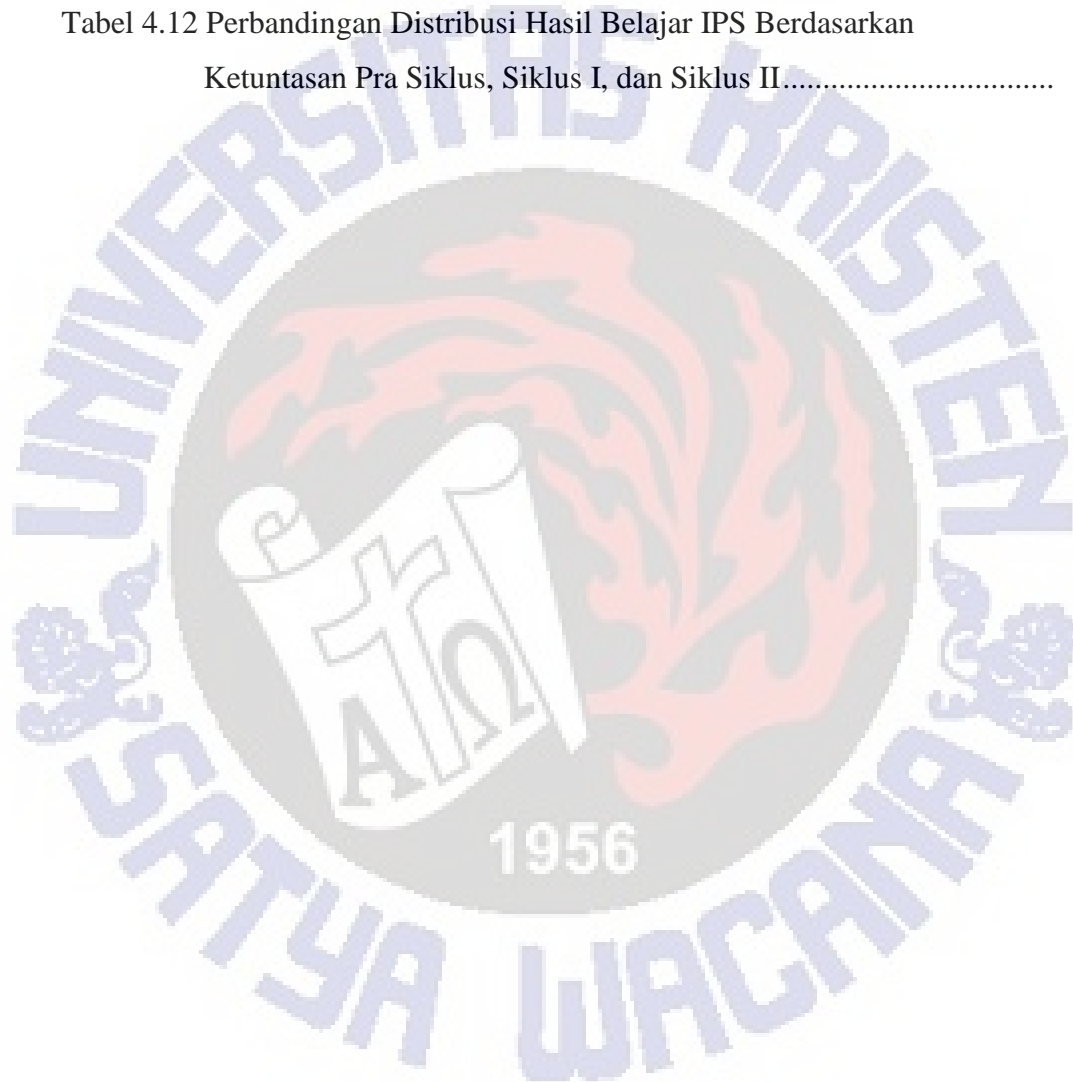 Tabel 4.12 Perbandingan Distribusi Hasil Belajar IPS Berdasarkan
Ketuntasan Pra Siklus, Siklus I, dan Siklus II..................................
UNIVERSITAS KRISTEN
ΑΩ
1956
SATYA WACANA